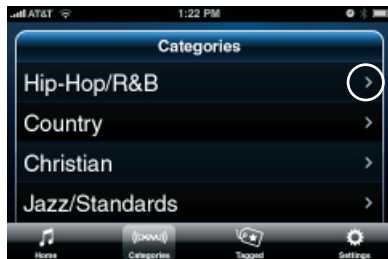 AT&T 1:22 PM
Categories
Hip-Hop/R&B
Country
Christian
Jazz/Standards
Home Categories Tagged Settings